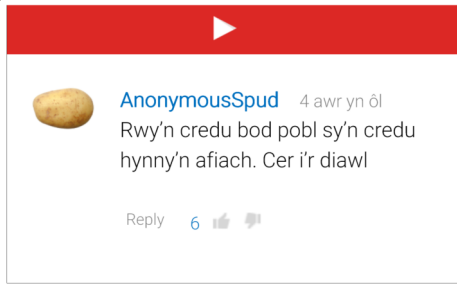 AnonymousSpud 4 awr yn ôl
Rwy'n credu bod pobl sy'n credu
hynny'n afiach. Cer i'r diawl
Reply 6